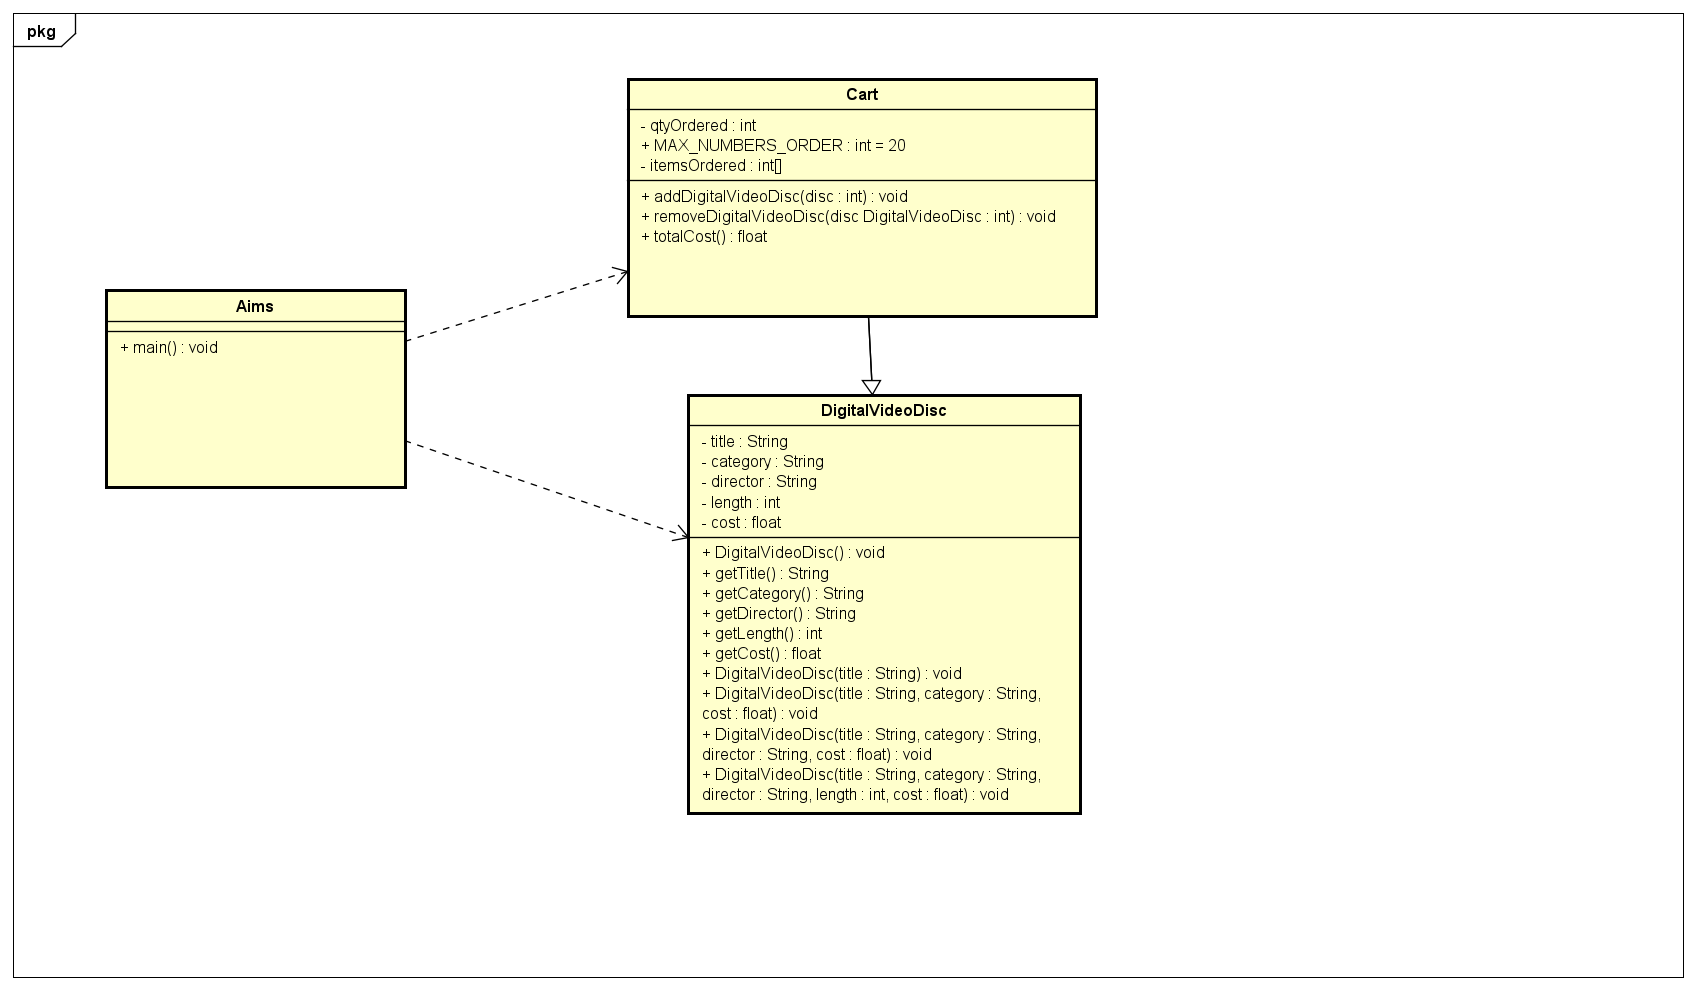 pkg
Cart
- qtyOrdered : int
+ MAX_NUMBERS_ORDER : int = 20
- itemsOrdered : int[]
+ addDigitalVideoDisc(disc : int) : void
+ removeDigitalVideoDisc(disc DigitalVideoDisc : int) : void
+ totalCost() : float
Aims
+ main() : void
DigitalVideoDisc
- title : String
- category : String
- director : String
- length : int
- cost : float
+ DigitalVideoDisc() : void
+ getTitle() : String
+ getCategory() : String
+ getDirector() : String
+ getLength() : int
+ getCost() : float
+ DigitalVideoDisc(title : String) : void
+ DigitalVideoDisc(title : String, category : String,
cost : float) : void
+ DigitalVideoDisc(title : String, category : String,
director : String, cost : float) : void
+ DigitalVideoDisc(title : String, category : String,
director : String, length : int, cost : float) : void